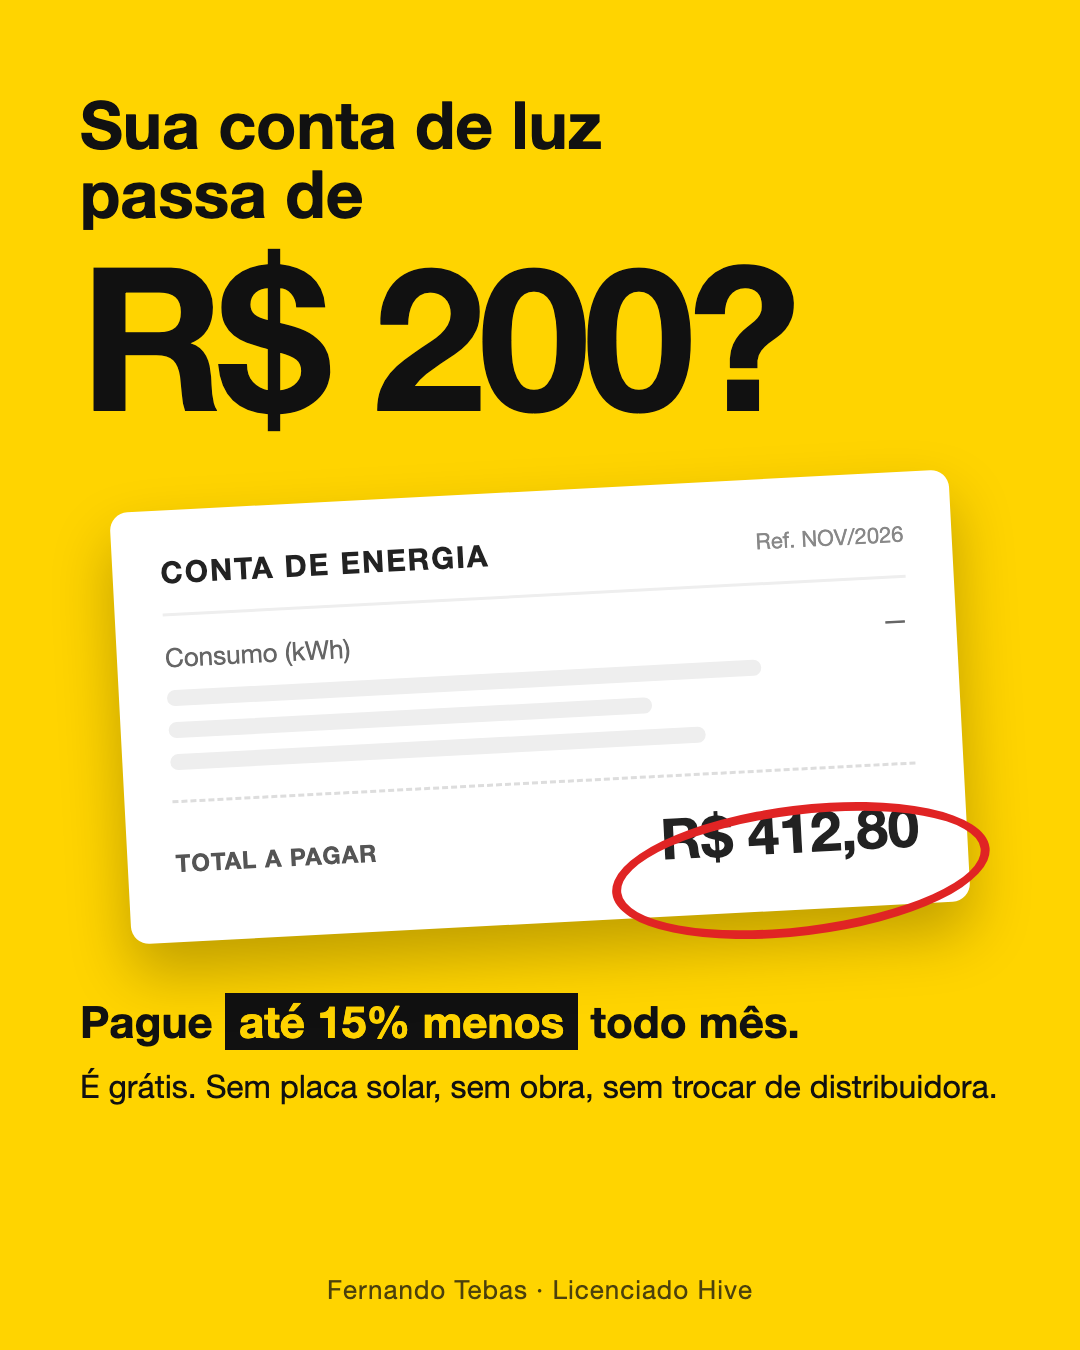 Sua conta de luz
passa de
R$ 200?
CONTA DE ENERGIA
Ref. NOV/2026
Consumo (kWh)
—
TOTAL A PAGAR
R$ 412,80
Pague até 15% menos todo mês.
É grátis. Sem placa solar, sem obra, sem trocar de distribuidora.
Fernando Tebas · Licenciado Hive